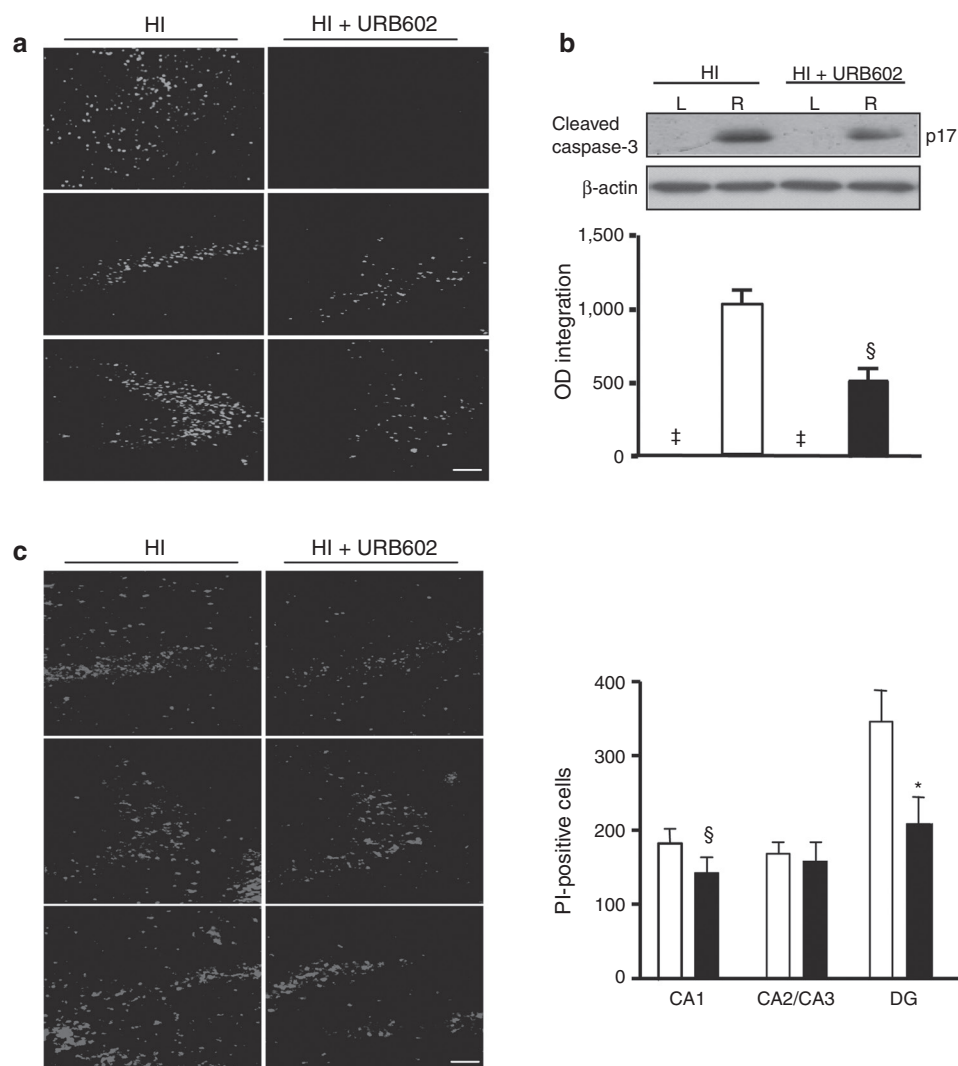 a
HI
HI + URB602
b
HI
HI + URB602
L
R
L
R
Cleaved
caspase-3
p17
β-actin
1,500
1,000
500
0
OD integration
‡
‡
§
c
HI
HI + URB602
400
300
200
100
0
PI-positive cells
§
*
CA1
CA2/CA3
DG